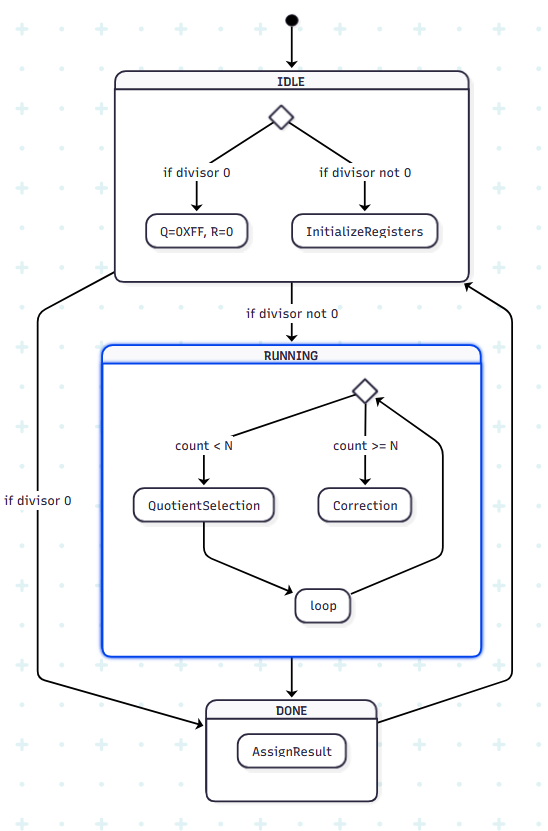 IDLE
if divisor 0
if divisor not 0
Q=0XFF, R=0
InitializeRegisters
if divisor not 0
RUNNING
count < N
count >= N
if divisor 0
QuotientSelection
Correction
loop
DONE
AssignResult